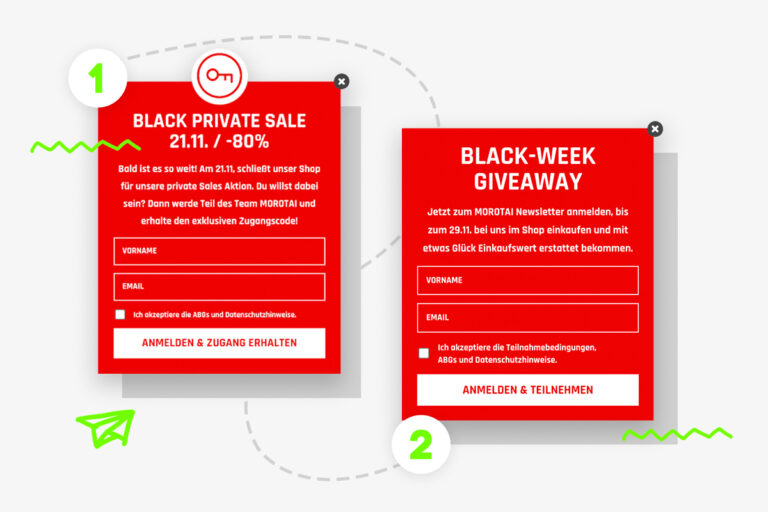 1
BLACK PRIVATE SALE
21.11. / -80%
Bald ist es so weit! Am 21.11, schließt unser Shop
für unsere private Sales Aktion. Du willst dabei
sein? Dann werde Teil des Team MOROTAI und
erhalte den exklusiven Zugangscode!
VORNAME
EMAIL
Ich akzeptiere die ABGs und Datenschutzhinweise.
ANMELDEN & ZUGANG ERHALTEN
BLACK-WEEK
GIVEAWAY
Jetzt zum MOROTAI Newsletter anmelden, bis
zum 29.11. bei uns im Shop einkaufen und mit
etwas Glück Einkaufswert erstattet bekommen.
VORNAME
EMAIL
Ich akzeptiere die Teilnahmebedingungen,
ABGs und Datenschutzhinweise.
ANMELDEN & TEILNEHMEN
2